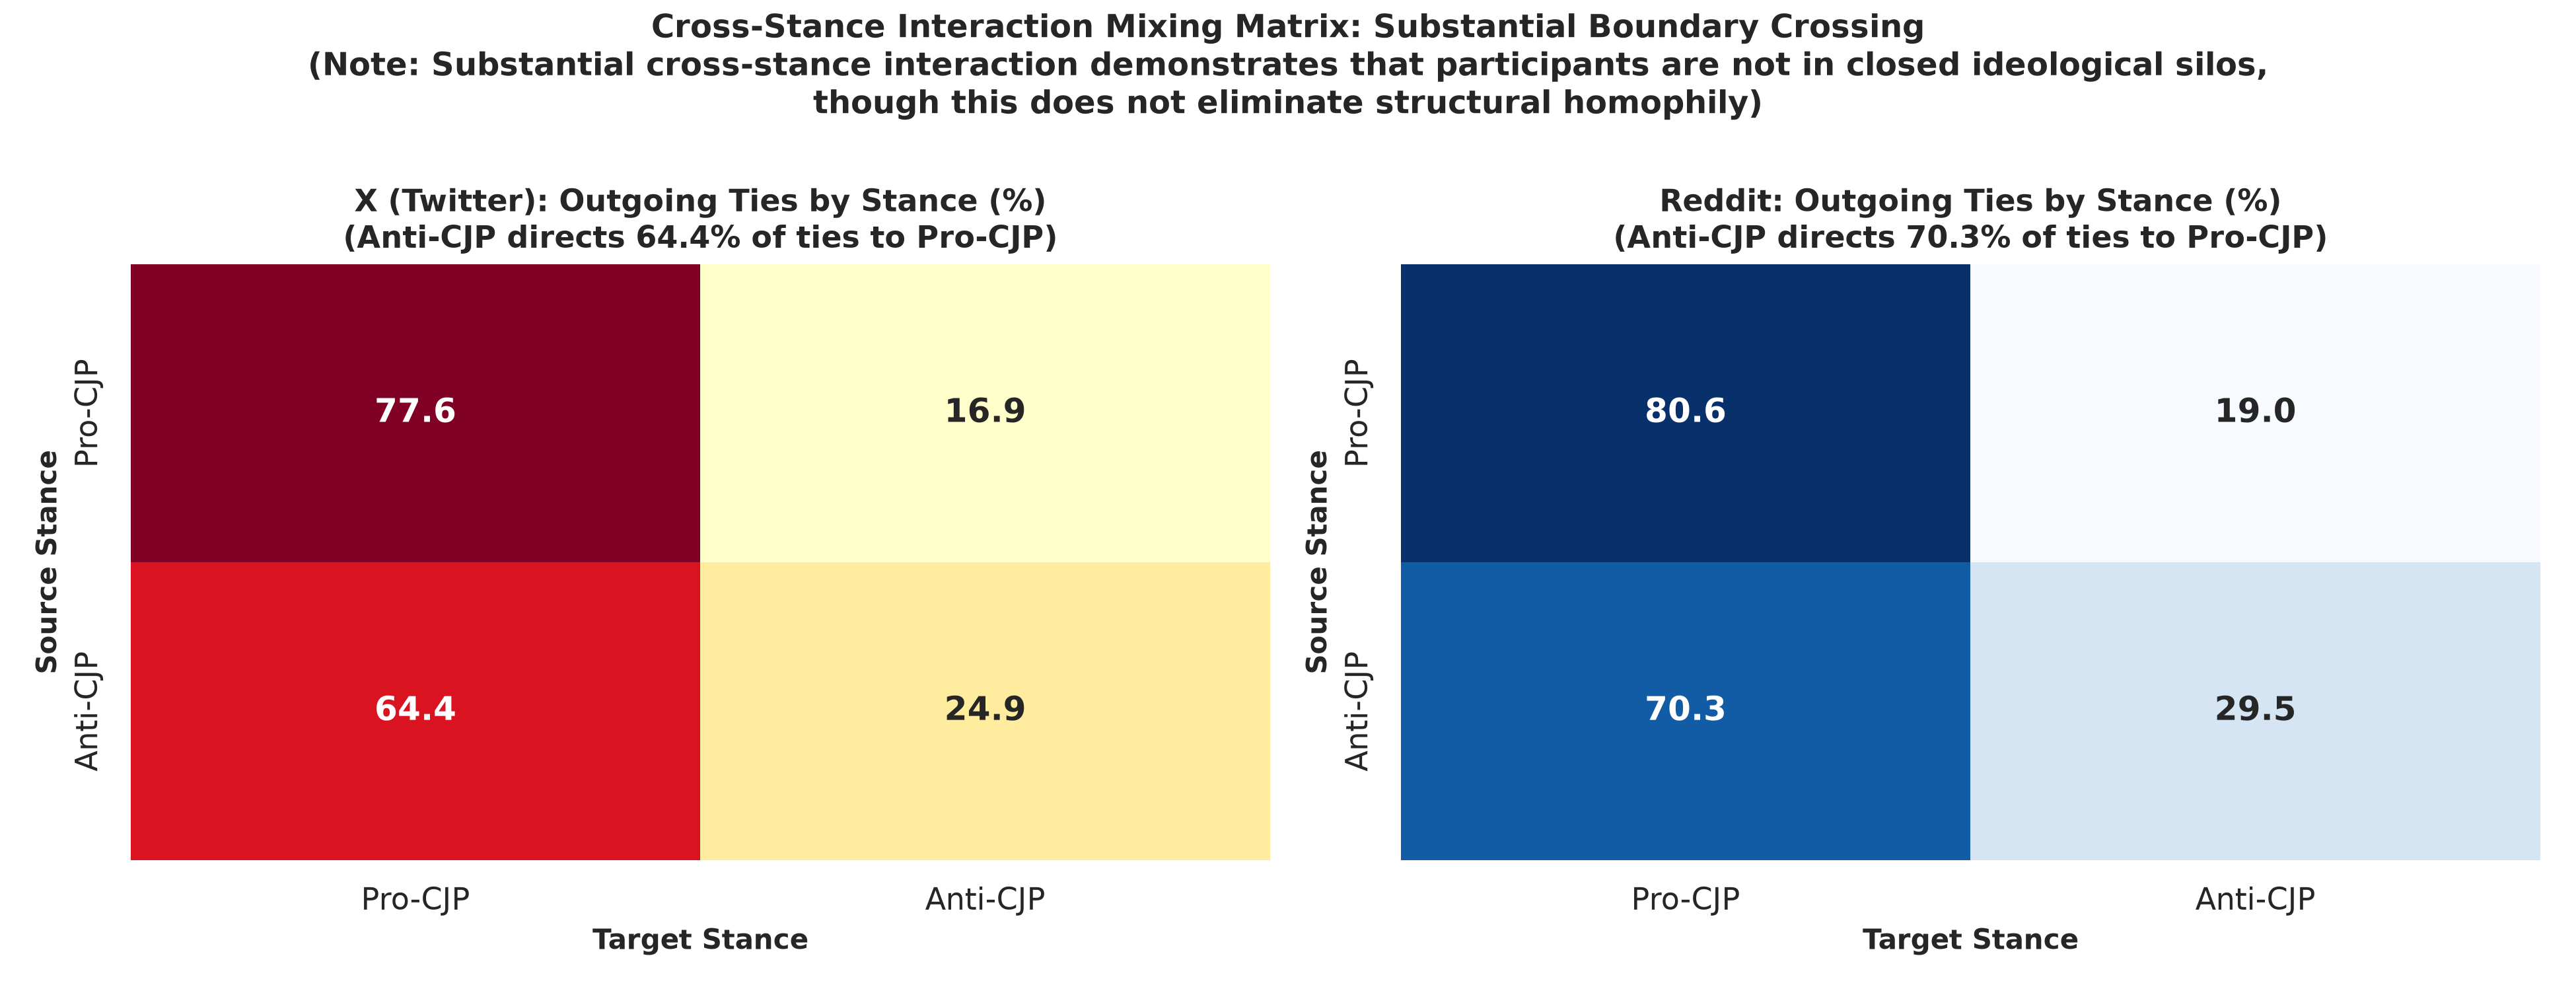 Cross-Stance Interaction Mixing Matrix: Substantial Boundary Crossing
(Note: Substantial cross-stance interaction demonstrates that participants are not in closed ideological silos,
though this does not eliminate structural homophily)
X (Twitter): Outgoing Ties by Stance (%)
(Anti-CJP directs 64.4% of ties to Pro-CJP)
Source Stance
Pro-CJP
77.6
16.9
Anti-CJP
64.4
24.9
Pro-CJP
Anti-CJP
Target Stance
Reddit: Outgoing Ties by Stance (%)
(Anti-CJP directs 70.3% of ties to Pro-CJP)
Source Stance
Pro-CJP
80.6
19.0
Anti-CJP
70.3
29.5
Pro-CJP
Anti-CJP
Target Stance